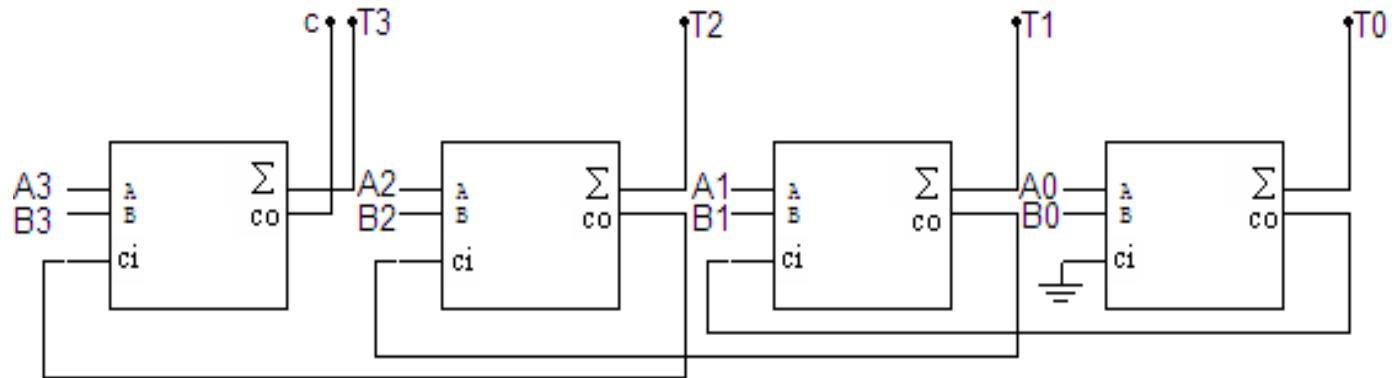 c T3 T2 T1 T0
A3 A Σ A2 A Σ A1 A Σ A0 A Σ
B3 B co B2 B co B1 B co B0 B co
ci ci ci ci